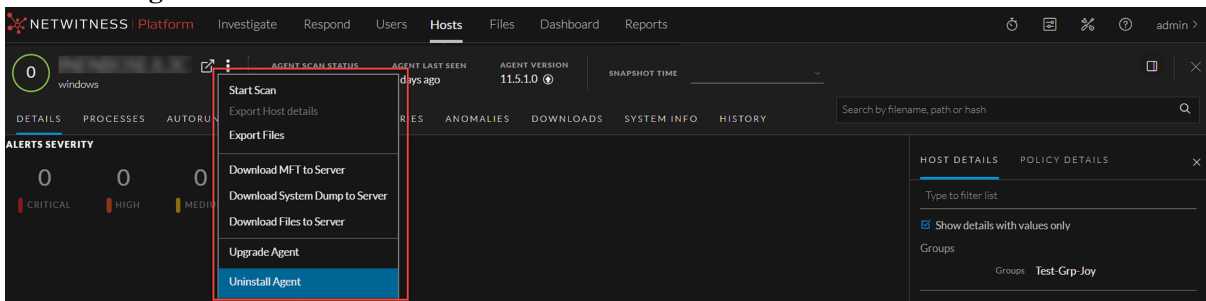 NETWITNESS Platform Investigate Respond Users Hosts Files Dashboard Reports admin >
0 windows AGENT SCAN STATUS AGENT LAST SEEN days ago AGENT VERSION 11.5.1.0 SNAPSHOT TIME
Start Scan
Export Host details
Export Files
Download MFT to Server
Download System Dump to Server
Download Files to Server
Upgrade Agent
Uninstall Agent
Search by filename, path or hash
DETAILS PROCESSES AUTORUN RIES ANOMALIES DOWNLOADS SYSTEM INFO HISTORY
ALERTS SEVERITY
0 0 0
CRITICAL HIGH MEDIU
HOST DETAILS POLICY DETAILS
Type to filter list
Show details with values only
Groups
Groups Test-Grp-Joy